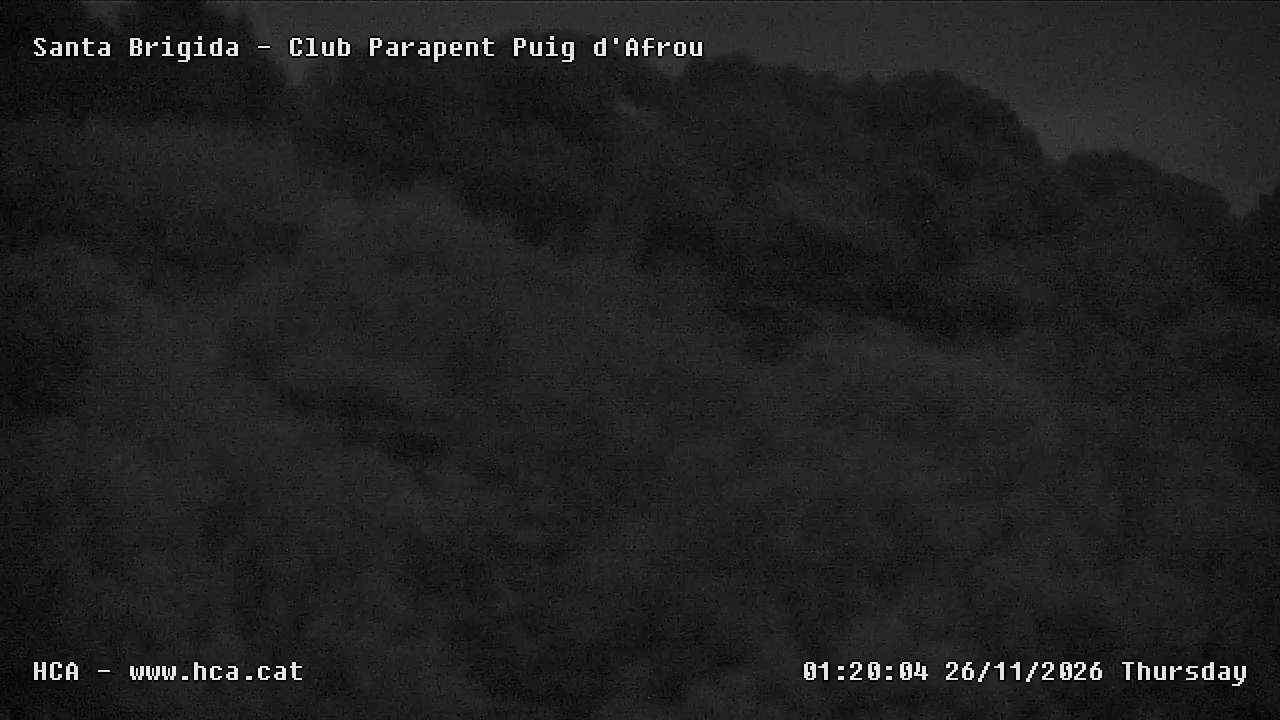 Santa Brigida - Club Parapent Puig d'Afrou
HCA - www.hca.cat
01:20:04 26/11/2026 Thursday